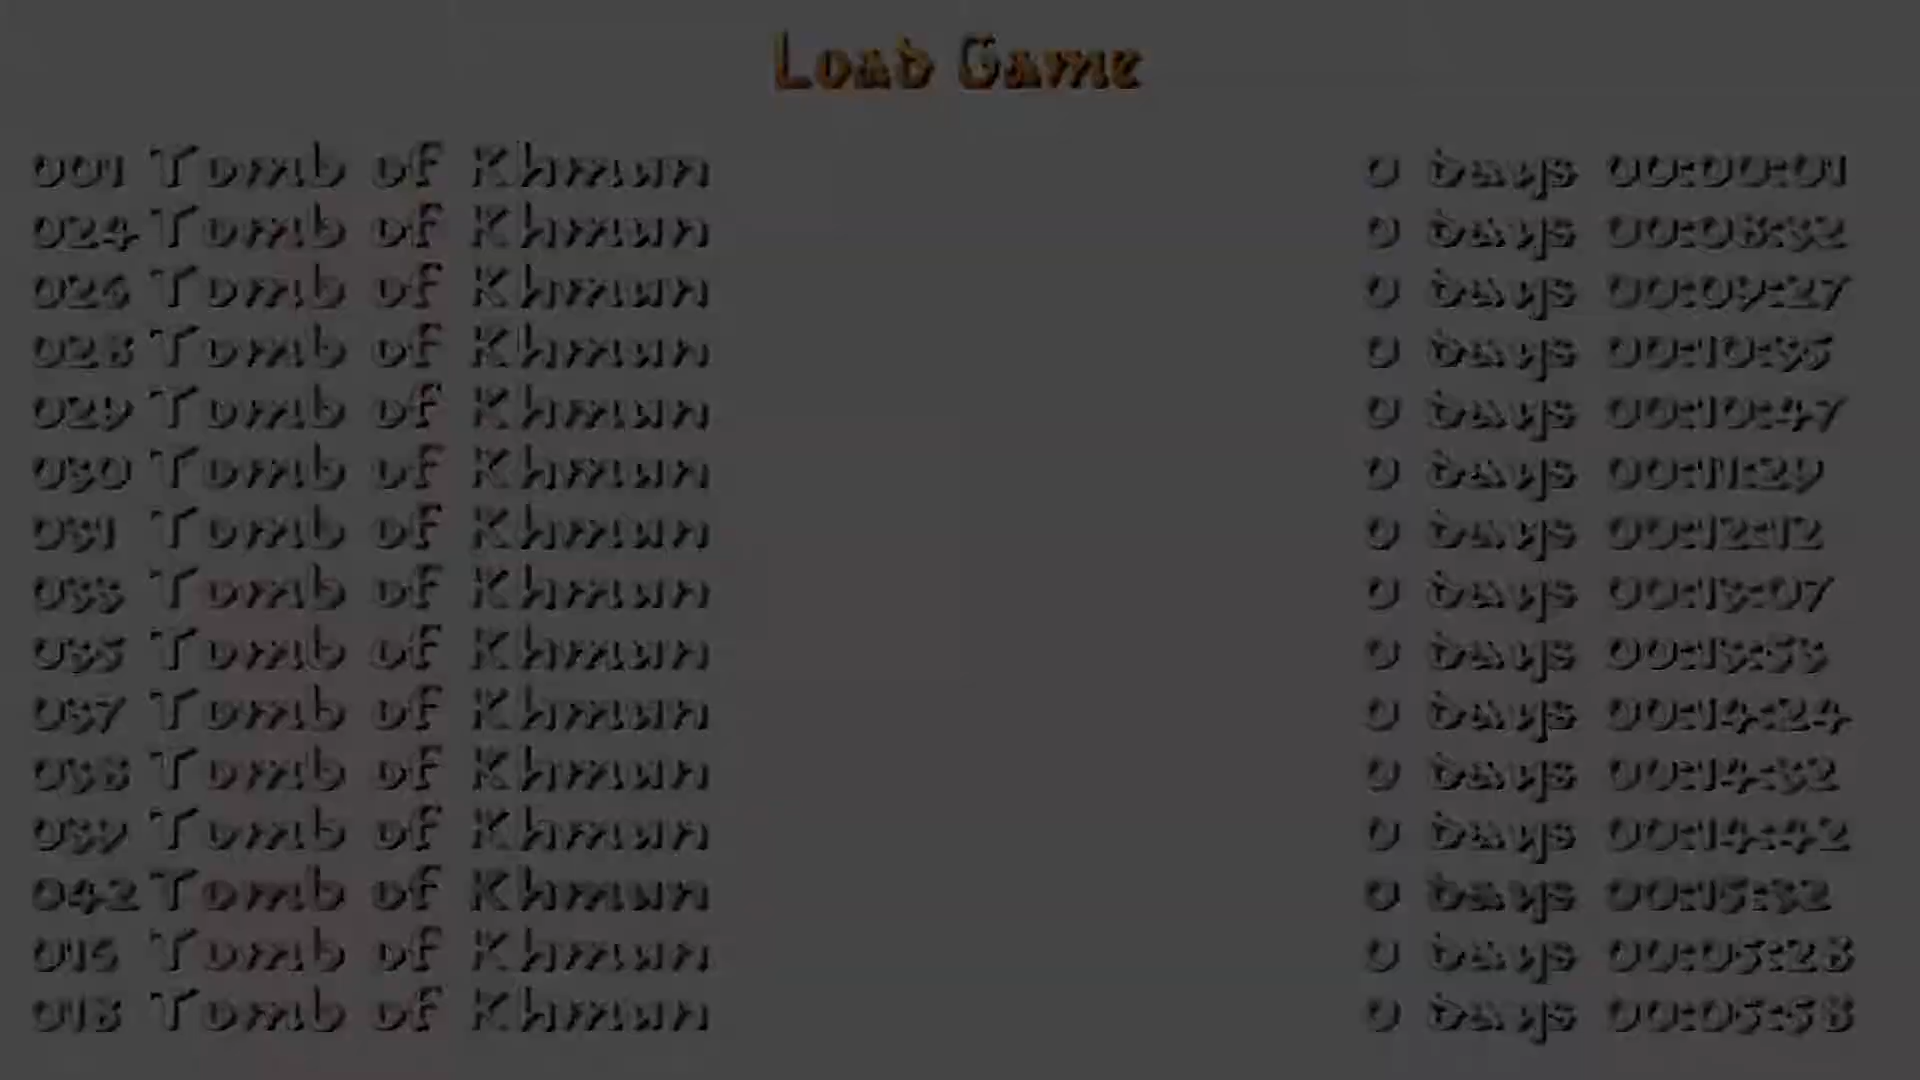 Load Game
001 Tomb of Khmun 0 days 00:00:01
024 Tomb of Khmun 0 days 00:08:32
026 Tomb of Khmun 0 days 00:09:27
028 Tomb of Khmun 0 days 00:10:35
029 Tomb of Khmun 0 days 00:10:47
030 Tomb of Khmun 0 days 00:11:29
031 Tomb of Khmun 0 days 00:12:12
033 Tomb of Khmun 0 days 00:13:07
035 Tomb of Khmun 0 days 00:13:53
037 Tomb of Khmun 0 days 00:14:24
038 Tomb of Khmun 0 days 00:14:32
039 Tomb of Khmun 0 days 00:14:42
042 Tomb of Khmun 0 days 00:15:32
016 Tomb of Khmun 0 days 00:05:28
018 Tomb of Khmun 0 days 00:05:58